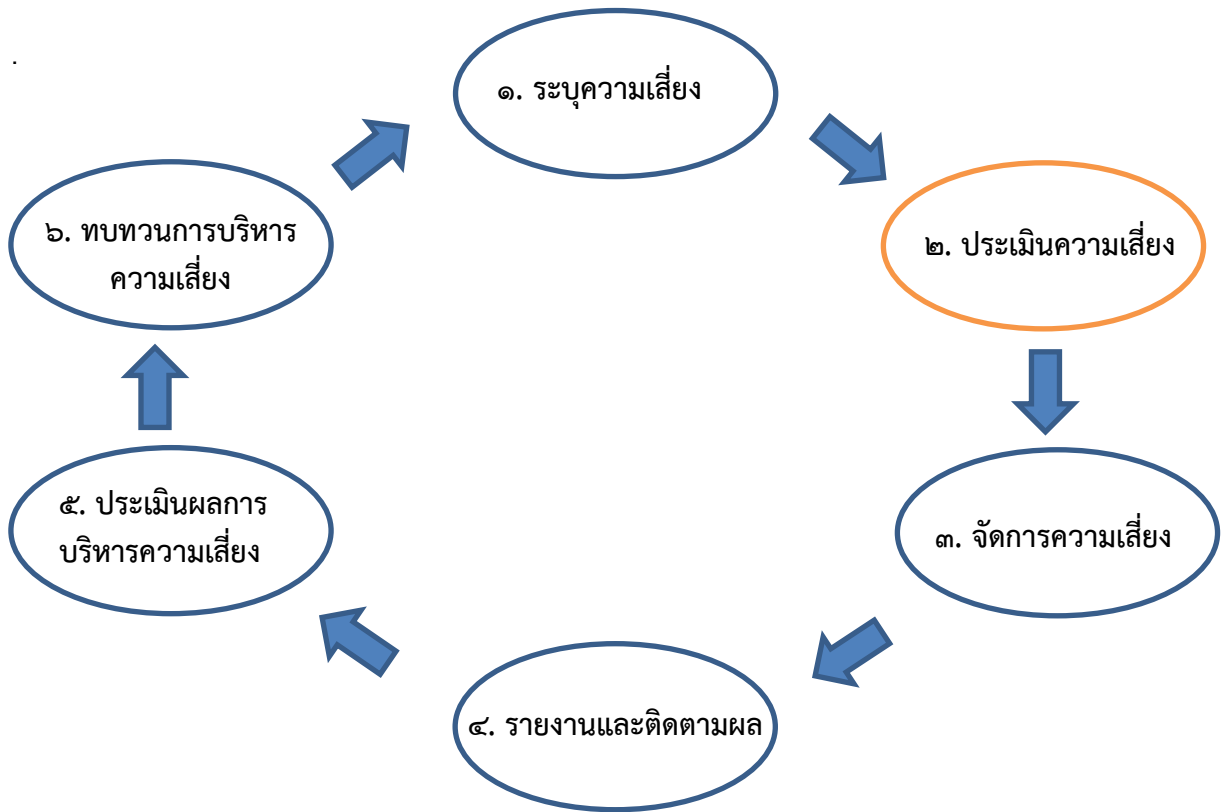 ๑. ระบุความเสี่ยง
๒. ประเมินความเสี่ยง
๓. จัดการความเสี่ยง
๔. รายงานและติดตามผล
๕. ประเมินผลการ
บริหารความเสี่ยง
๖. ทบทวนการบริหาร
ความเสี่ยง